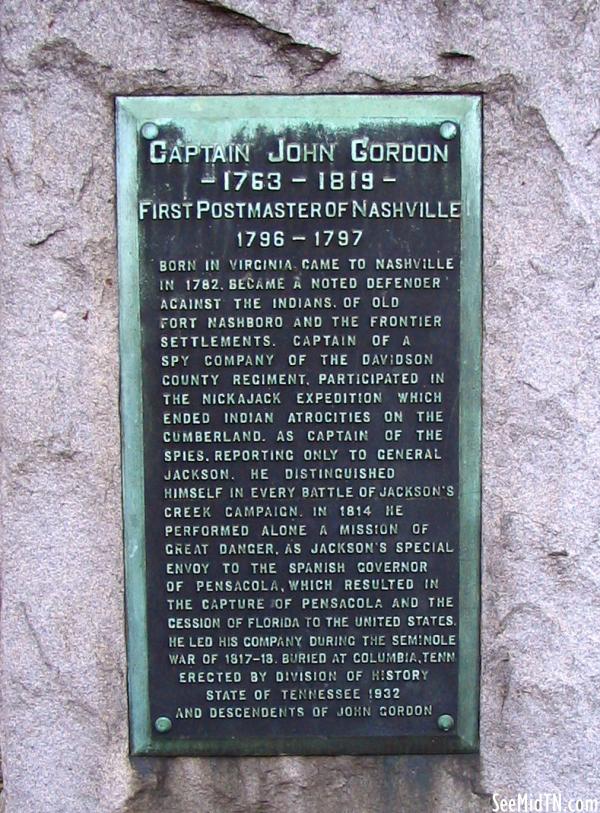 CAPTAIN JOHN GORDON
- 1763 - 1819 -
FIRST POSTMASTER OF NASHVILLE
1796 - 1797
BORN IN VIRGINIA, CAME TO NASHVILLE
IN 1782. BECAME A NOTED DEFENDER
AGAINST THE INDIANS, OF OLD
FORT NASHBORO AND THE FRONTIER
SETTLEMENTS. CAPTAIN OF A
SPY COMPANY OF THE DAVIDSON
COUNTY REGIMENT, PARTICIPATED IN
THE NICKAJACK EXPEDITION WHICH
ENDED INDIAN ATROCITIES ON THE
CUMBERLAND. AS CAPTAIN OF THE
SPIES, REPORTING ONLY TO GENERAL
JACKSON, HE DISTINGUISHED
HIMSELF IN EVERY BATTLE OF JACKSON'S
CREEK CAMPAIGN. IN 1814 HE
PERFORMED ALONE A MISSION OF
GREAT DANGER, AS JACKSON'S SPECIAL
ENVOY TO THE SPANISH GOVERNOR
OF PENSACOLA, WHICH RESULTED IN
THE CAPTURE OF PENSACOLA AND THE
CESSION OF FLORIDA TO THE UNITED STATES.
HE LED HIS COMPANY DURING THE SEMINOLE
WAR OF 1817-18. BURIED AT COLUMBIA, TENN
ERECTED BY DIVISION OF HISTORY
STATE OF TENNESSEE 1932
AND DESCENDENTS OF JOHN GORDON
SeeMidTN.com